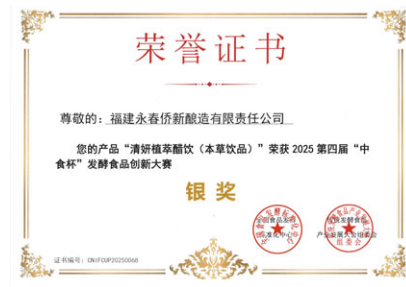 荣誉证书
尊敬的：福建永春侨新酿造有限责任公司
您的产品“清妍植萃醋饮（本草饮品）”荣获 2025 第四届“中
食杯”发酵食品创新大赛
银奖
证书编号：CNIFCUP20250068